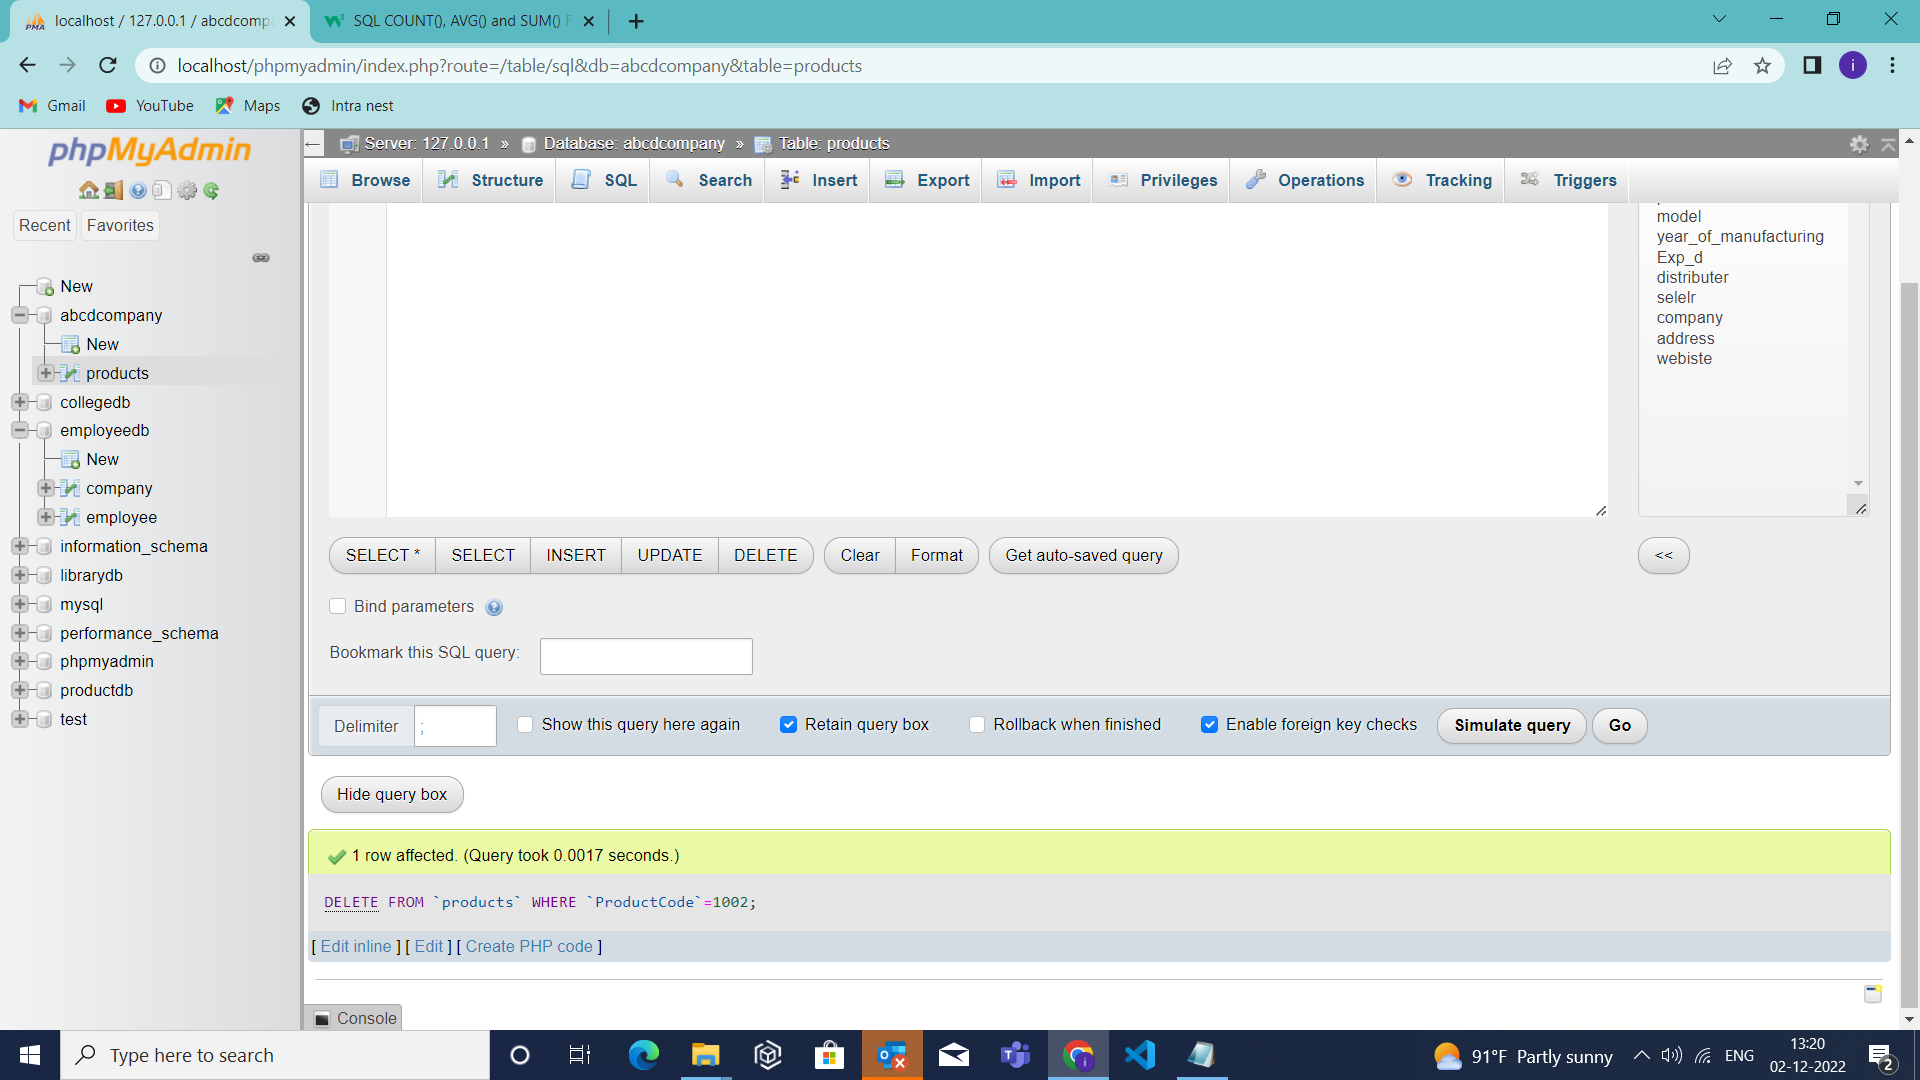 localhost / 127.0.0.1 / abcdcomp
SQL COUNT(), AVG() and SUM() F
localhost/phpmyadmin/index.php?route=/table/sql&db=abcdcompany&table=products
i
Gmail
YouTube
Maps
Intra nest
phpMyAdmin
Recent
Favorites
New
abcdcompany
New
products
collegedb
employeedb
New
company
employee
information_schema
librarydb
mysql
performance_schema
phpmyadmin
productdb
test
Server: 127.0.0.1 » Database: abcdcompany » Table: products
Browse
Structure
SQL
Search
Insert
Export
Import
Privileges
Operations
Tracking
Triggers
model
year_of_manufacturing
Exp_d
distributer
selelr
company
address
webiste
SELECT *
SELECT
INSERT
UPDATE
DELETE
Clear
Format
Get auto-saved query
<<
Bind parameters
Bookmark this SQL query:
Delimiter
;
Show this query here again
Retain query box
Rollback when finished
Enable foreign key checks
Simulate query
Go
Hide query box
1 row affected. (Query took 0.0017 seconds.)
DELETE FROM `products` WHERE `ProductCode`=1002;
[ Edit inline ] [ Edit ] [ Create PHP code ]
Console
Type here to search
91°F Partly sunny
ENG
13:20
02-12-2022
2